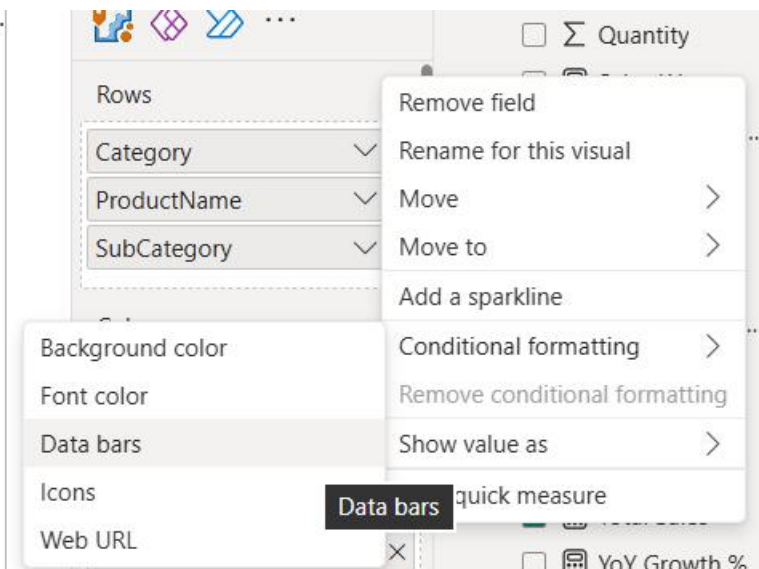 Quantity
Rows
Category
ProductName
SubCategory
Remove field
Rename for this visual
Move
Move to
Add a sparkline
Conditional formatting
Remove conditional formatting
Show value as
quick measure
Background color
Font color
Data bars
Icons
Web URL
Data bars
YoY Growth %